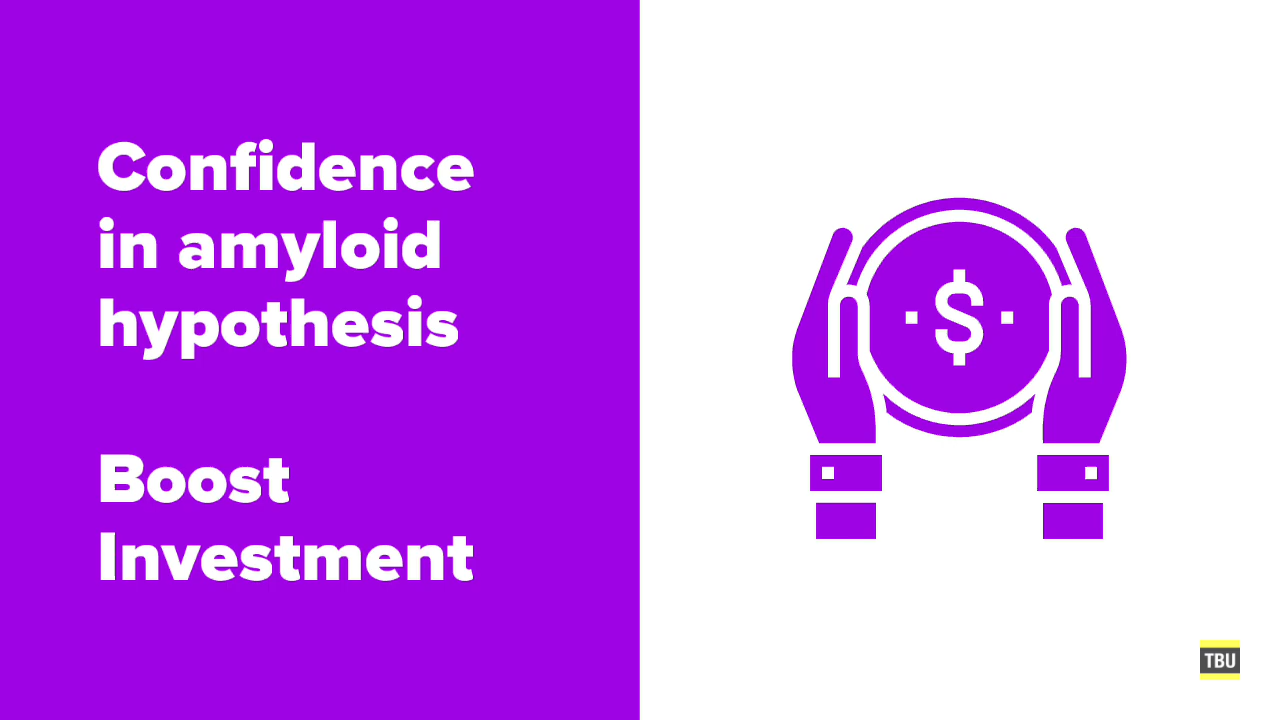 Confidence
in amyloid
hypothesis
Boost
Investment
$
TBU